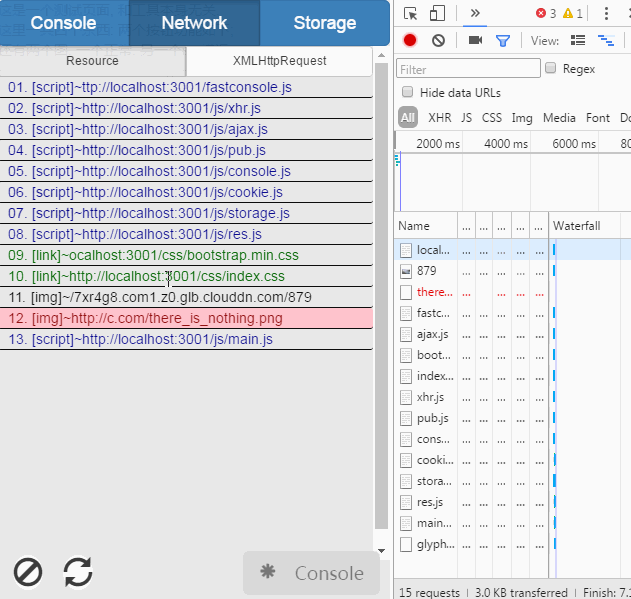 Console Network Storage
Resource XMLHttpRequest
01. [script]~ttp://localhost:3001/fastconsole.js
02. [script]~http://localhost:3001/js/xhr.js
03. [script]~http://localhost:3001/js/ajax.js
04. [script]~http://localhost:3001/js/pub.js
05. [script]~http://localhost:3001/js/console.js
06. [script]~http://localhost:3001/js/cookie.js
07. [script]~http://localhost:3001/js/storage.js
08. [script]~http://localhost:3001/js/res.js
09. [link]~ocalhost:3001/css/bootstrap.min.css
10. [link]~http://localhost:3001/css/index.css
11. [img]~/7xr4g8.com1.z0.glb.clouddn.com/879
12. [img]~http://c.com/there_is_nothing.png
13. [script]~http://localhost:3001/js/main.js
Console
3 1
View:
Filter Regex
Hide data URLs
All XHR JS CSS Img Media Font Do
2000 ms 4000 ms 6000 ms 80
Name ... ... ... ... ... Waterfall
local... ... ... ... ... ...
879 ... ... ... ... ...
there... ... ... ... ... ...
fastc... ... ... ... ... ...
ajax.js ... ... ... ... ...
boot... ... ... ... ... ...
index... ... ... ... ... ...
xhr.js ... ... ... ... ...
pub.js ... ... ... ... ...
cons... ... ... ... ... ...
cooki... ... ... ... ... ...
stora... ... ... ... ... ...
res.js ... ... ... ... ...
main... ... ... ... ... ...
glyph... ... ... ... ... ...
15 requests | 3.0 KB transferred | Finish: 7.